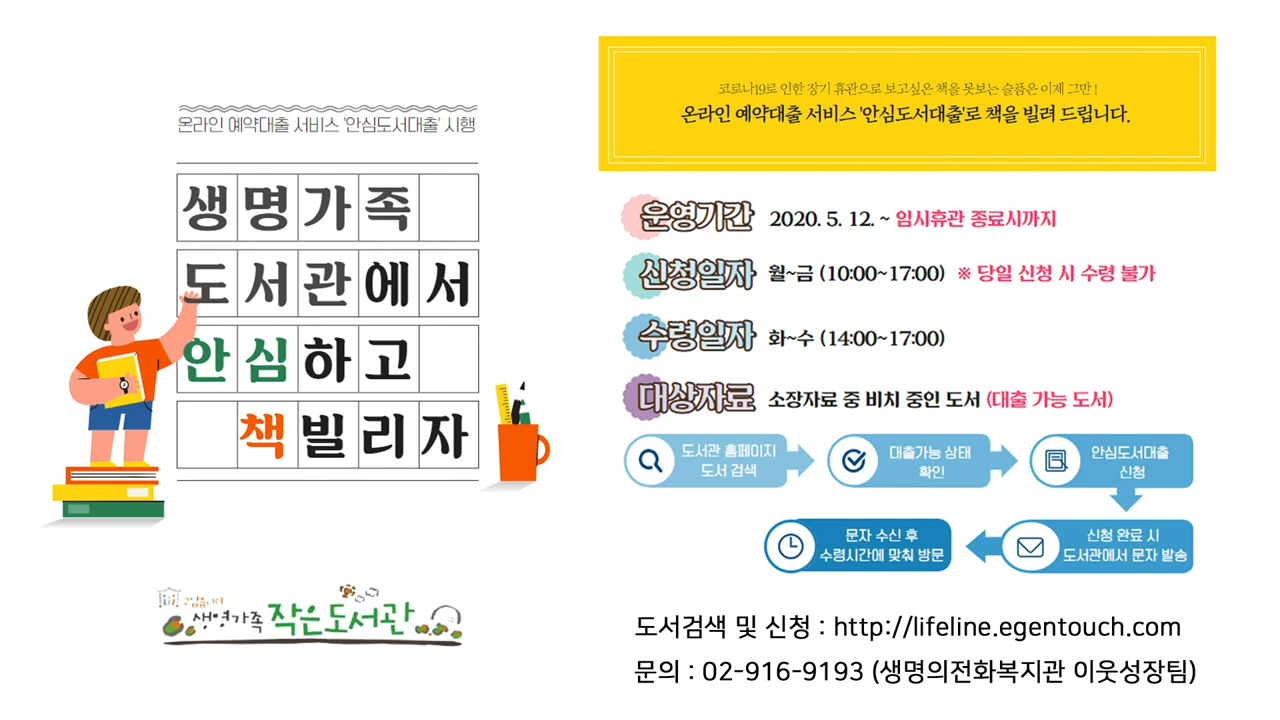 온라인 예약대출 서비스 '안심도서대출' 시행
생명가족
도서관에서
안심하고
책빌리자
생명가족 작은도서관
코로나19로 인한 장기 휴관으로 보고싶은 책을 못보는 슬픔은 이제 그만!
온라인 예약대출 서비스 '안심도서대출'로 책을 빌려 드립니다.
운영기간 2020. 5. 12. ~ 임시휴관 종료시까지
신청일자 월~금 (10:00~17:00) ※ 당일 신청 시 수령 불가
수령일자 화~수 (14:00~17:00)
대상자료 소장자료 중 비치 중인 도서 (대출 가능 도서)
도서관 홈페이지
도서 검색
대출가능 상태
확인
안심도서대출
신청
신청 완료 시
도서관에서 문자 발송
문자 수신 후
수령시간에 맞춰 방문
도서검색 및 신청 : http://lifeline.egentouch.com
문의 : 02-916-9193 (생명의전화복지관 이웃성장팀)